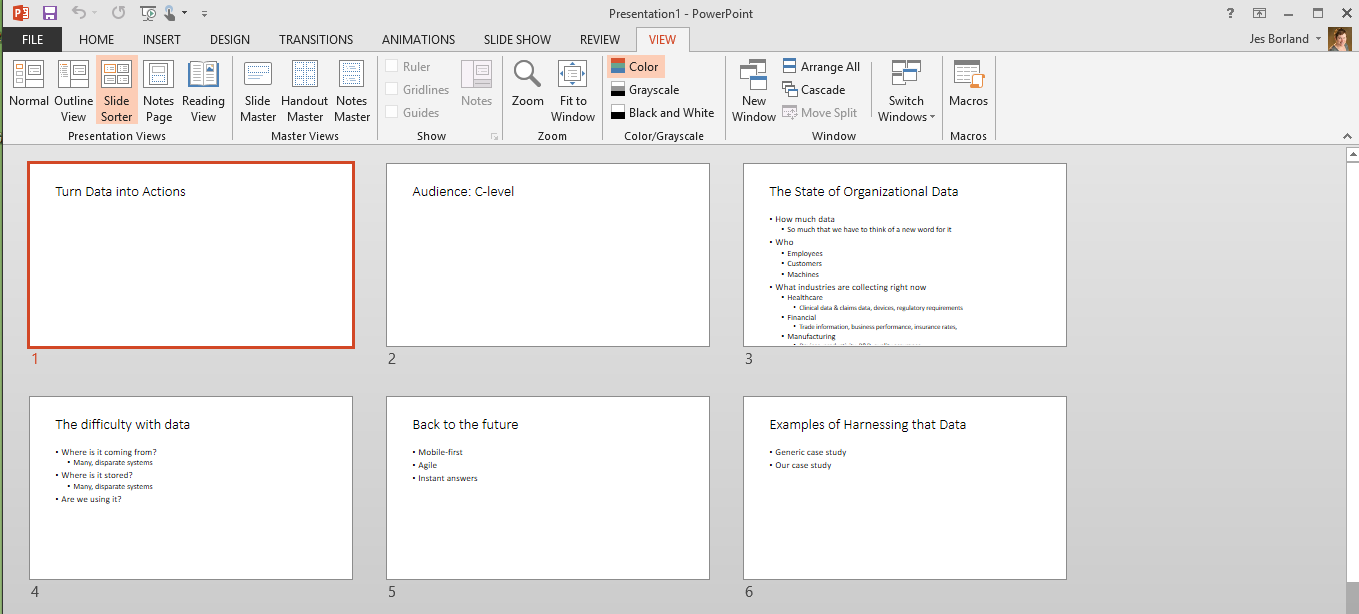 Presentation1 - PowerPoint
?
FILE HOME INSERT DESIGN TRANSITIONS ANIMATIONS SLIDE SHOW REVIEW VIEW Jes Borland
Normal
Outline View
Slide Sorter
Notes Page
Reading View
Presentation Views
Slide Master
Handout Master
Notes Master
Master Views
Ruler
Gridlines
Guides
Notes
Show
Zoom
Fit to Window
Zoom
Color
Grayscale
Black and White
Color/Grayscale
New Window
Arrange All
Cascade
Move Split
Switch Windows
Window
Macros
Macros
Turn Data into Actions
1
Audience: C-level
2
The State of Organizational Data
• How much data
• So much that we have to think of a new word for it
• Who
• Employees
• Customers
• Machines
• What industries are collecting right now
• Healthcare
• Clinical data & claims data, devices, regulatory requirements
• Financial
• Trade information, business performance, insurance rates,
• Manufacturing
3
The difficulty with data
• Where is it coming from?
• Many, disparate systems
• Where is it stored?
• Many, disparate systems
• Are we using it?
4
Back to the future
• Mobile-first
• Agile
• Instant answers
5
Examples of Harnessing that Data
• Generic case study
• Our case study
6